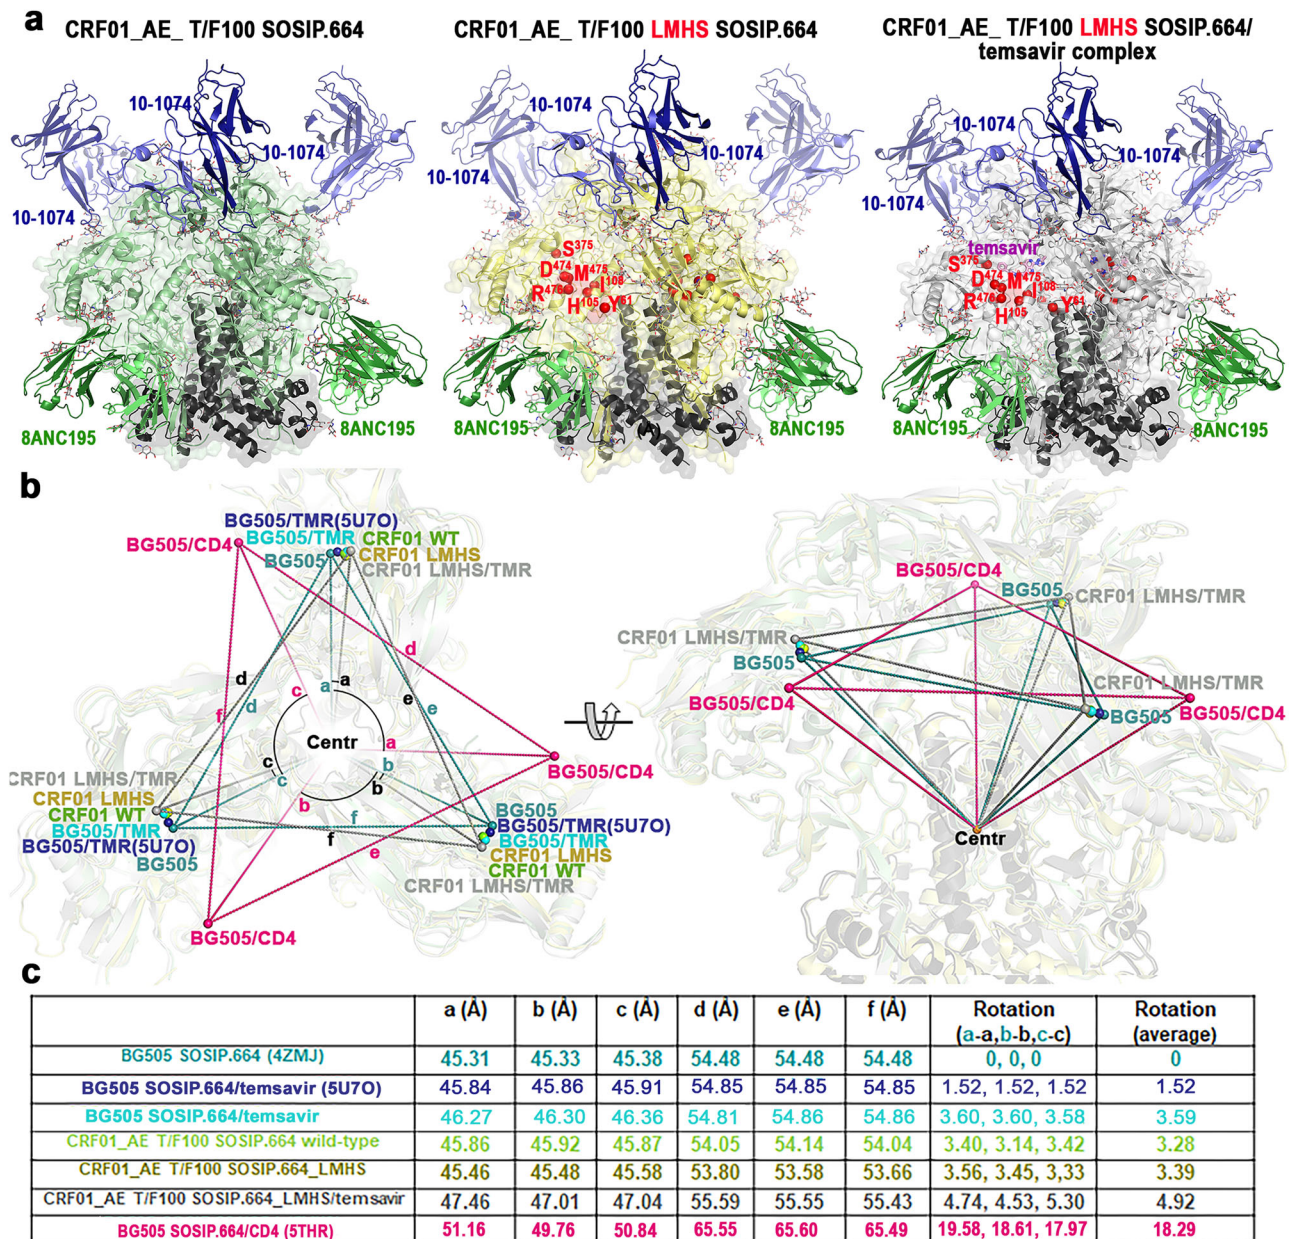 a
CRF01_AE_ T/F100 SOSIP.664
CRF01_AE_ T/F100 LMHS SOSIP.664
CRF01_AE_ T/F100 LMHS SOSIP.664/
temsavir complex
10-1074
10-1074
10-1074
8ANC195
8ANC195
10-1074
10-1074
10-1074
S375
D474
M475
R476
I108
H105
Y61
8ANC195
8ANC195
10-1074
10-1074
10-1074
temsavir
S375
D474
M475
R476
I108
H105
Y61
8ANC195
8ANC195
b
BG505/TMR(5U7O)
BG505/CD4
BG505/TMR
CRF01 WT
BG505
CRF01 LMHS
CRF01 LMHS/TMR
d
d
d
f
e
e
c
a
a
Centr
a
b
c
c
b
b
f
f
e
CRF01 LMHS/TMR
CRF01 LMHS
CRF01 WT
BG505/TMR
BG505/TMR(5U7O)
BG505
BG505/CD4
BG505
BG505/TMR(5U7O)
BG505/TMR
CRF01 LMHS
CRF01 WT
CRF01 LMHS/TMR
BG505/CD4
BG505/CD4
BG505
CRF01 LMHS/TMR
CRF01 LMHS/TMR
BG505
CRF01 LMHS/TMR
BG505/CD4
BG505
BG505/CD4
Centr
c
a (Å) b (Å) c (Å) d (Å) e (Å) f (Å) Rotation (a-a,b-b,c-c) Rotation (average)
BG505 SOSIP.664 (4ZMJ) 45.31 45.33 45.38 54.48 54.48 54.48 0, 0, 0 0
BG505 SOSIP.664/temsavir (5U7O) 45.84 45.86 45.91 54.85 54.85 54.85 1.52, 1.52, 1.52 1.52
BG505 SOSIP.664/temsavir 46.27 46.30 46.36 54.81 54.86 54.86 3.60, 3.60, 3.58 3.59
CRF01_AE T/F100 SOSIP.664 wild-type 45.86 45.92 45.87 54.05 54.14 54.04 3.40, 3.14, 3.42 3.28
CRF01_AE T/F100 SOSIP.664_LMHS 45.46 45.48 45.58 53.80 53.58 53.66 3.56, 3.45, 3,33 3.39
CRF01_AE T/F100 SOSIP.664_LMHS/temsavir 47.46 47.01 47.04 55.59 55.55 55.43 4.74, 4.53, 5.30 4.92
BG505 SOSIP.664/CD4 (5THR) 51.16 49.76 50.84 65.55 65.60 65.49 19.58, 18.61, 17.97 18.29